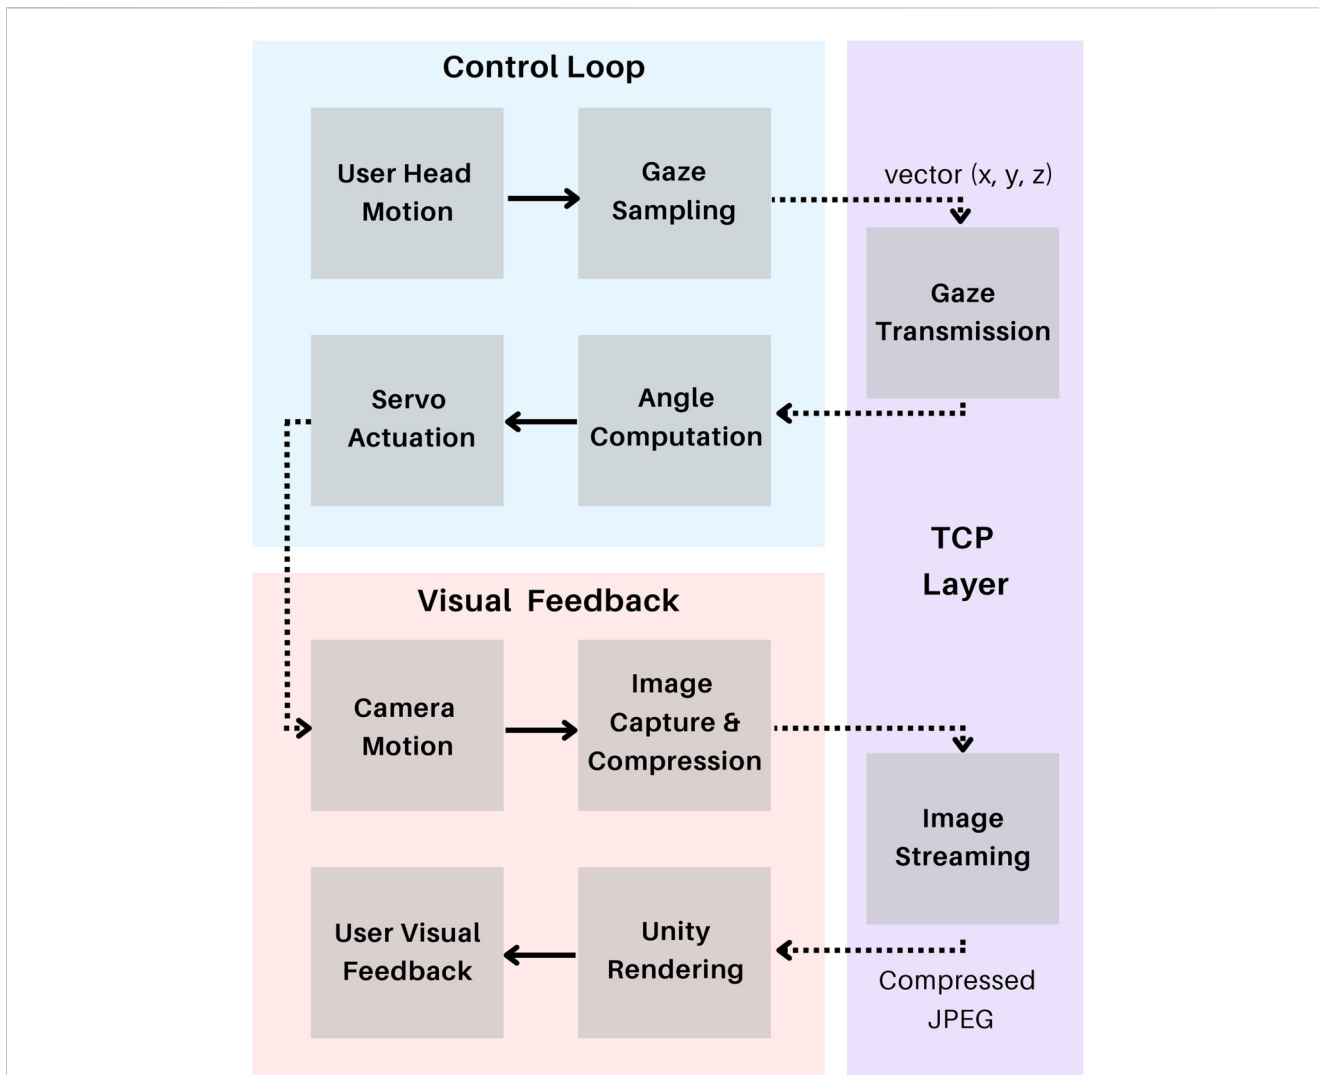 Control Loop
User Head
Motion
Gaze
Sampling
vector (x, y, z)
Gaze
Transmission
Servo
Actuation
Angle
Computation
TCP
Layer
Visual Feedback
Camera
Motion
Image
Capture &
Compression
Image
Streaming
User Visual
Feedback
Unity
Rendering
Compressed
JPEG